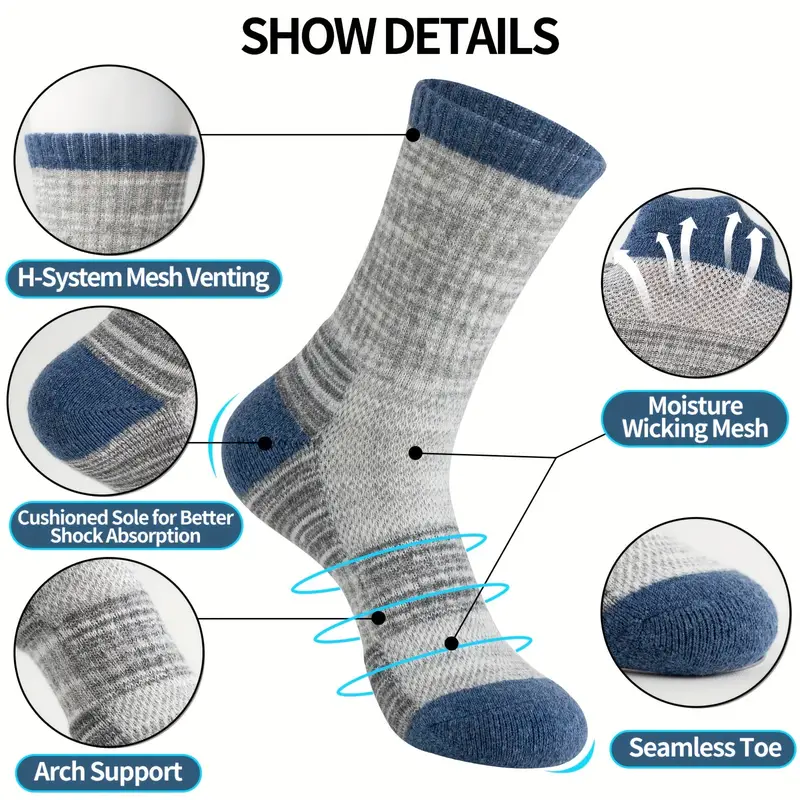 SHOW DETAILS
H-System Mesh Venting
Moisture
Wicking Mesh
Cushioned Sole for Better
Shock Absorption
Arch Support
Seamless Toe